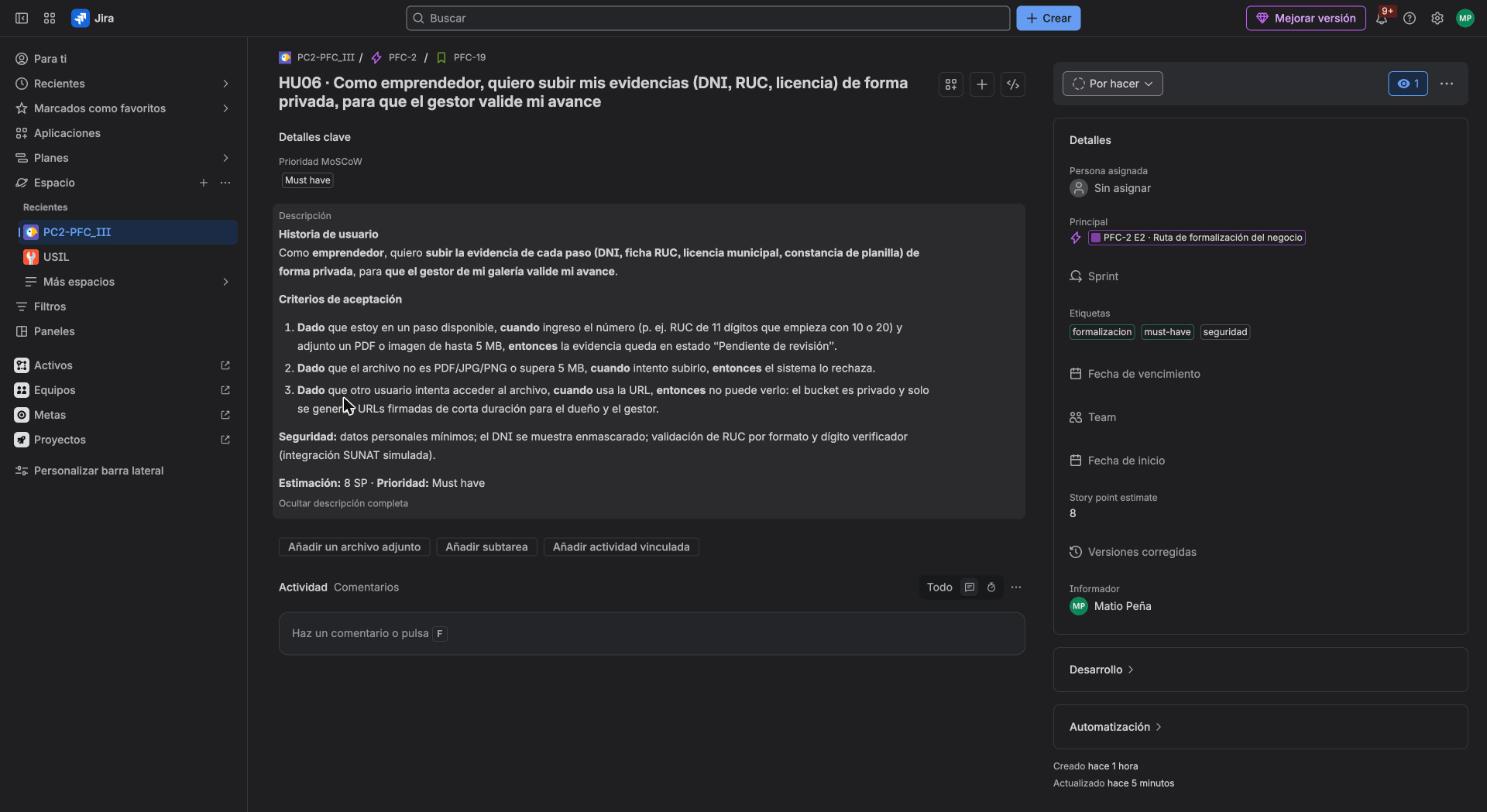 Jira
Buscar
Crear
Mejorar versión
9+
MP
Para ti
Recientes
Marcados como favoritos
Aplicaciones
Planes
Espacio
Recientes
PC2-PFC_III
USIL
Más espacios
Filtros
Paneles
Activos
Equipos
Metas
Proyectos
Personalizar barra lateral
PC2-PFC_III / PFC-2 / PFC-19
HU06 · Como emprendedor, quiero subir mis evidencias (DNI, RUC, licencia) de forma
privada, para que el gestor valide mi avance
Detalles clave
Prioridad MoSCoW
Must have
Descripción
Historia de usuario
Como emprendedor, quiero subir la evidencia de cada paso (DNI, ficha RUC, licencia municipal, constancia de planilla) de
forma privada, para que el gestor de mi galería valide mi avance.
Criterios de aceptación
1. Dado que estoy en un paso disponible, cuando ingreso el número (p. ej. RUC de 11 dígitos que empieza con 10 o 20) y
adjunto un PDF o imagen de hasta 5 MB, entonces la evidencia queda en estado “Pendiente de revisión”.
2. Dado que el archivo no es PDF/JPG/PNG o supera 5 MB, cuando intento subirlo, entonces el sistema lo rechaza.
3. Dado que otro usuario intenta acceder al archivo, cuando usa la URL, entonces no puede verlo: el bucket es privado y solo
se generan URLs firmadas de corta duración para el dueño y el gestor.
Seguridad: datos personales mínimos; el DNI se muestra enmascarado; validación de RUC por formato y dígito verificador
(integración SUNAT simulada).
Estimación: 8 SP · Prioridad: Must have
Ocultar descripción completa
Añadir un archivo adjunto
Añadir subtarea
Añadir actividad vinculada
Actividad Comentarios
Todo
Haz un comentario o pulsa F
Por hacer
1
Detalles
Persona asignada
Sin asignar
Principal
PFC-2 E2 · Ruta de formalización del negocio
Sprint
Etiquetas
formalizacion must-have seguridad
Fecha de vencimiento
Team
Fecha de inicio
Story point estimate
8
Versiones corregidas
Informador
MP Matio Peña
Desarrollo
Automatización
Creado hace 1 hora
Actualizado hace 5 minutos